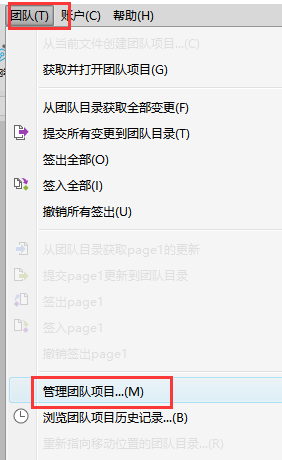 团队(T) 账户(C) 帮助(H)
从当前文件创建团队项目...(C)
获取并打开团队项目(G)
从团队目录获取全部变更(F)
提交所有变更到团队目录(T)
签出全部(O)
签入全部(I)
撤销所有签出(U)
从团队目录获取page1的更新
提交page1更新到团队目录
签出page1
签入page1
撤销签出page1
管理团队项目...(M)
浏览团队项目历史记录...(B)
重新指向移动位置的团队目录...(R)